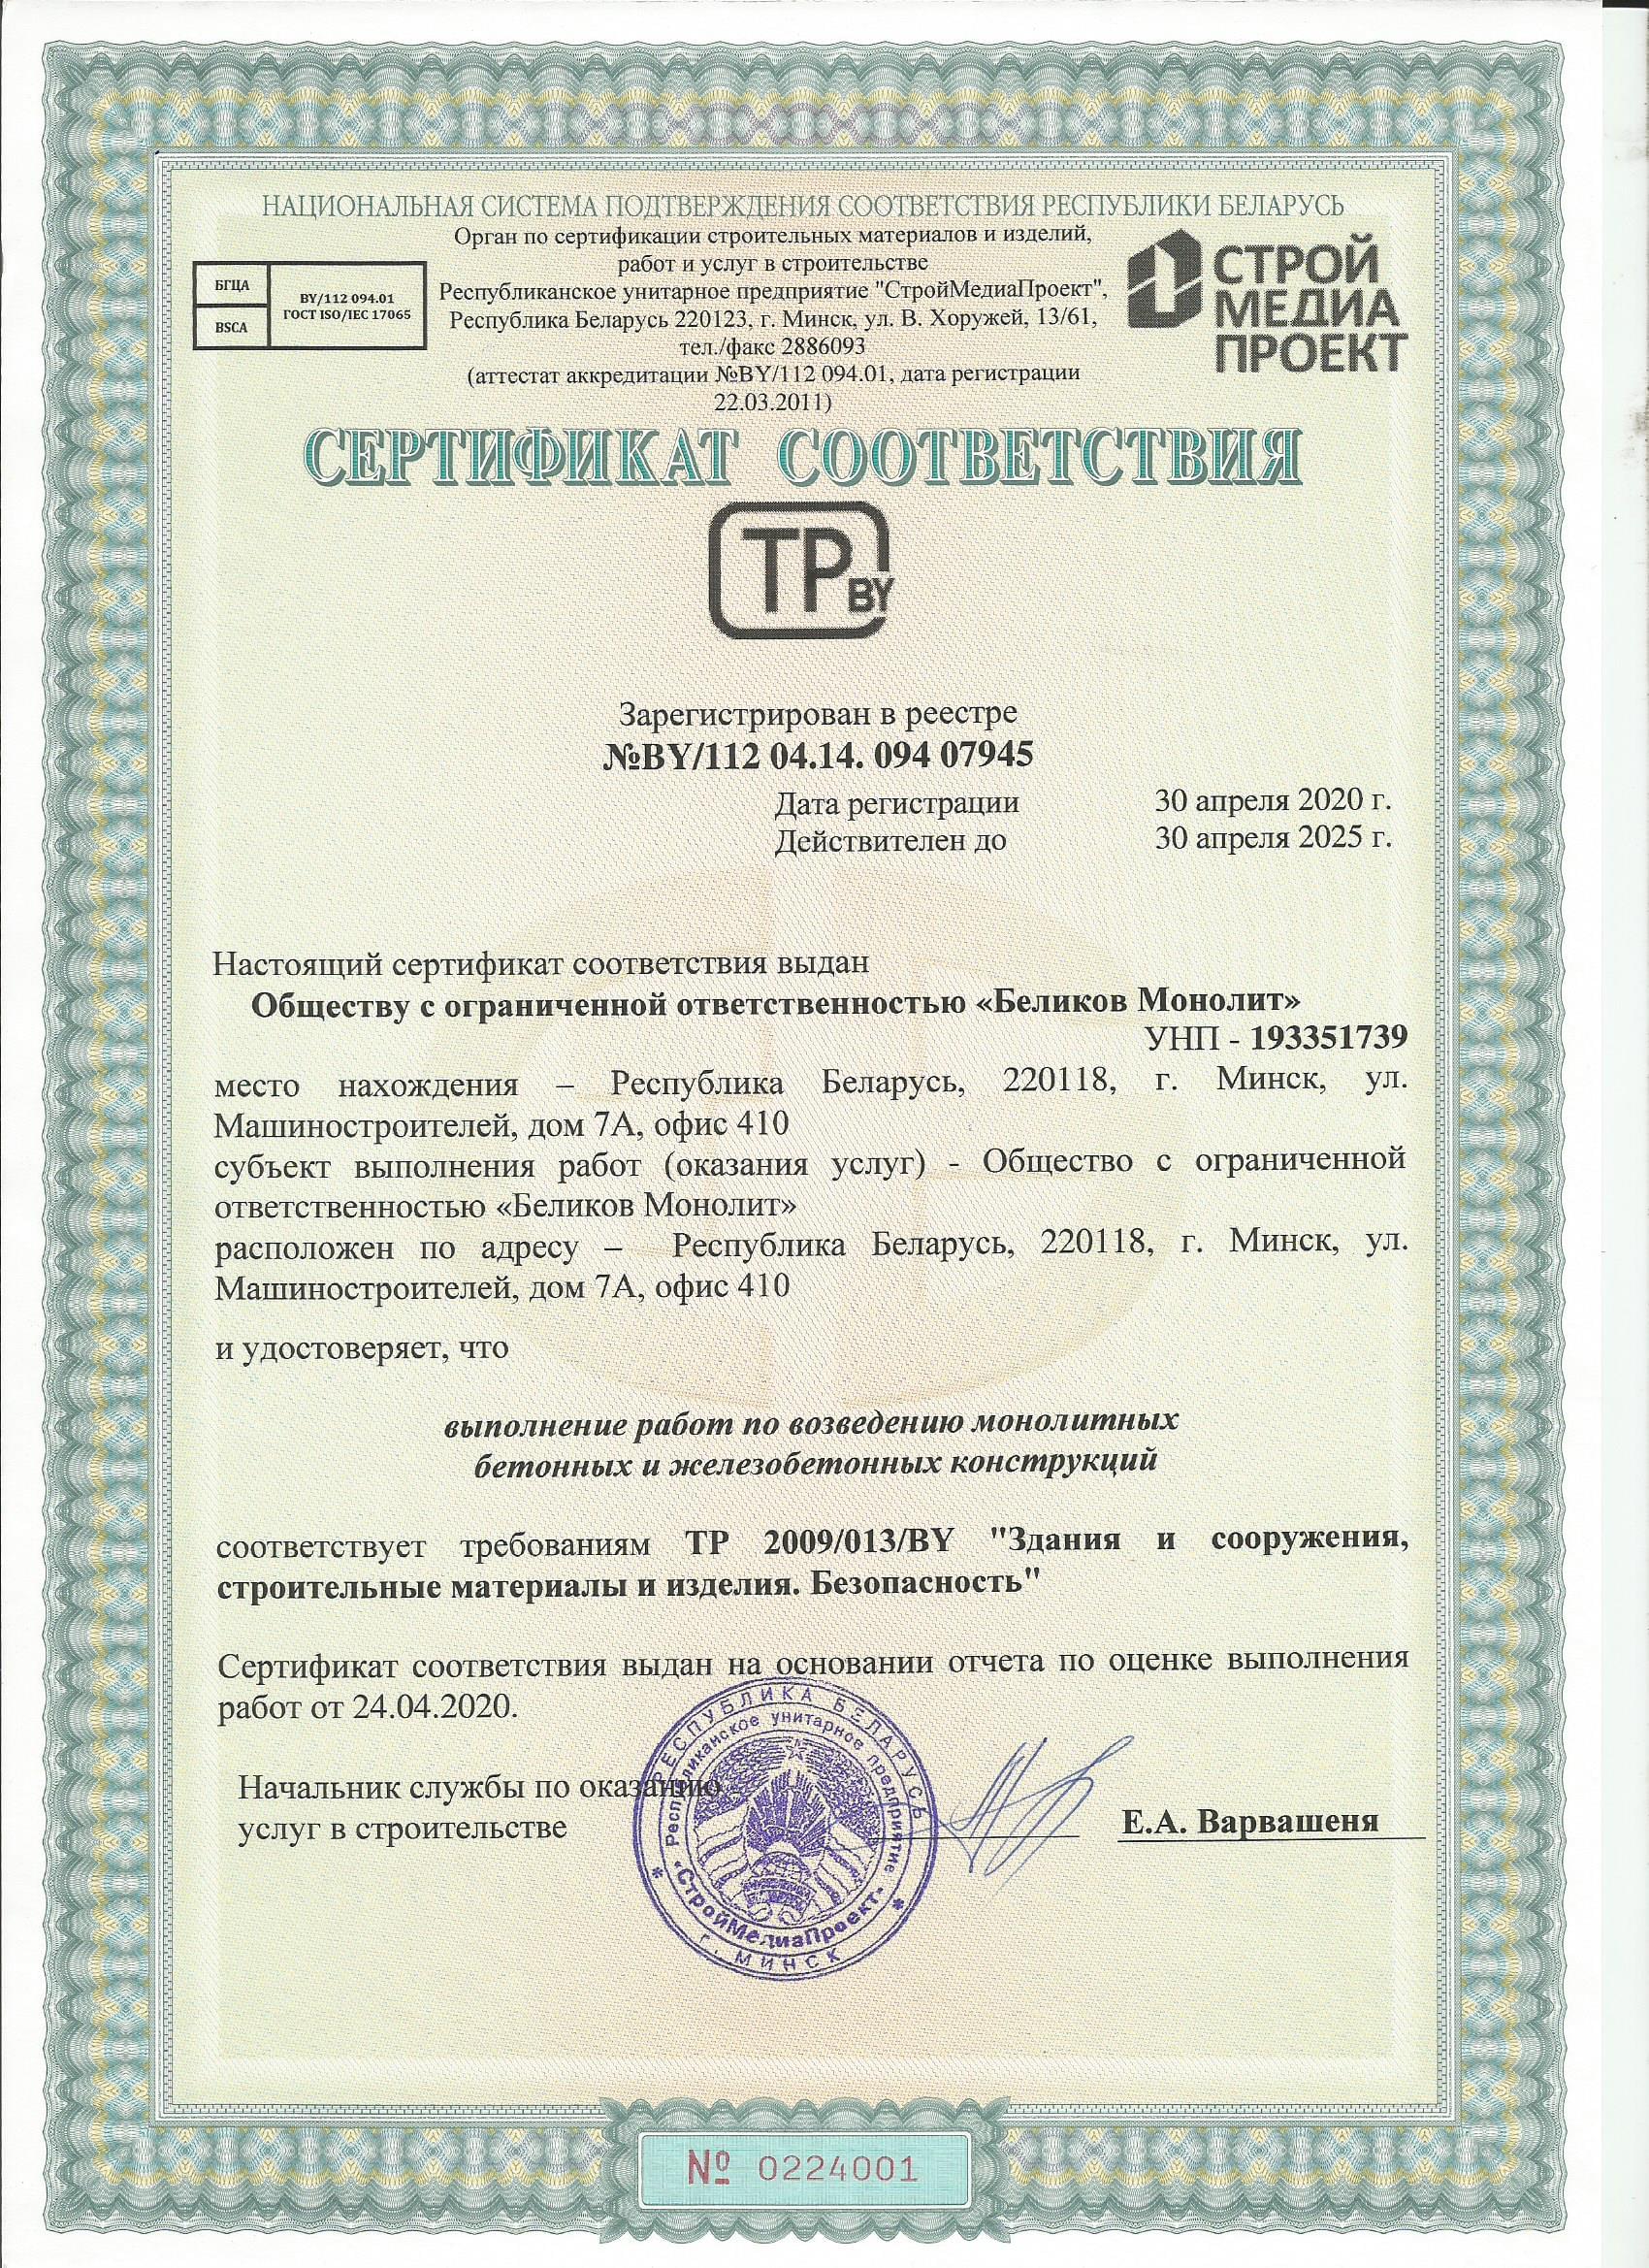 НАЦИОНАЛЬНАЯ СИСТЕМА ПОДТВЕРЖДЕНИЯ СООТВЕТСТВИЯ РЕСПУБЛИКИ БЕЛАРУСЬ
БГЦА
BSCA
BY/112 094.01
ГОСТ ISO/IEC 17065
Орган по сертификации строительных материалов и изделий,
работ и услуг в строительстве
Республиканское унитарное предприятие "СтройМедиаПроект",
Республика Беларусь 220123, г. Минск, ул. В. Хоружей, 13/61,
тел./факс 2886093
(аттестат аккредитации №BY/112 094.01, дата регистрации
22.03.2011)
СТРОЙ
МЕДИА
ПРОЕКТ
СЕРТИФИКАТ СООТВЕТСТВИЯ
ТР BY
Зарегистрирован в реестре
№BY/112 04.14. 094 07945
Дата регистрации 30 апреля 2020 г.
Действителен до 30 апреля 2025 г.
Настоящий сертификат соответствия выдан
Обществу с ограниченной ответственностью «Беликов Монолит»
УНП - 193351739
место нахождения – Республика Беларусь, 220118, г. Минск, ул.
Машиностроителей, дом 7А, офис 410
субъект выполнения работ (оказания услуг) - Общество с ограниченной
ответственностью «Беликов Монолит»
расположен по адресу – Республика Беларусь, 220118, г. Минск, ул.
Машиностроителей, дом 7А, офис 410
и удостоверяет, что
выполнение работ по возведению монолитных
бетонных и железобетонных конструкций
соответствует требованиям ТР 2009/013/BY "Здания и сооружения,
строительные материалы и изделия. Безопасность"
Сертификат соответствия выдан на основании отчета по оценке выполнения
работ от 24.04.2020.
Начальник службы по оказанию
услуг в строительстве
Е.А. Варвашеня
РЕСПУБЛИКА БЕЛАРУСЬ
Республиканское унитарное предприятие
«СтройМедиаПроект»
г. МИНСК
№ 0224001